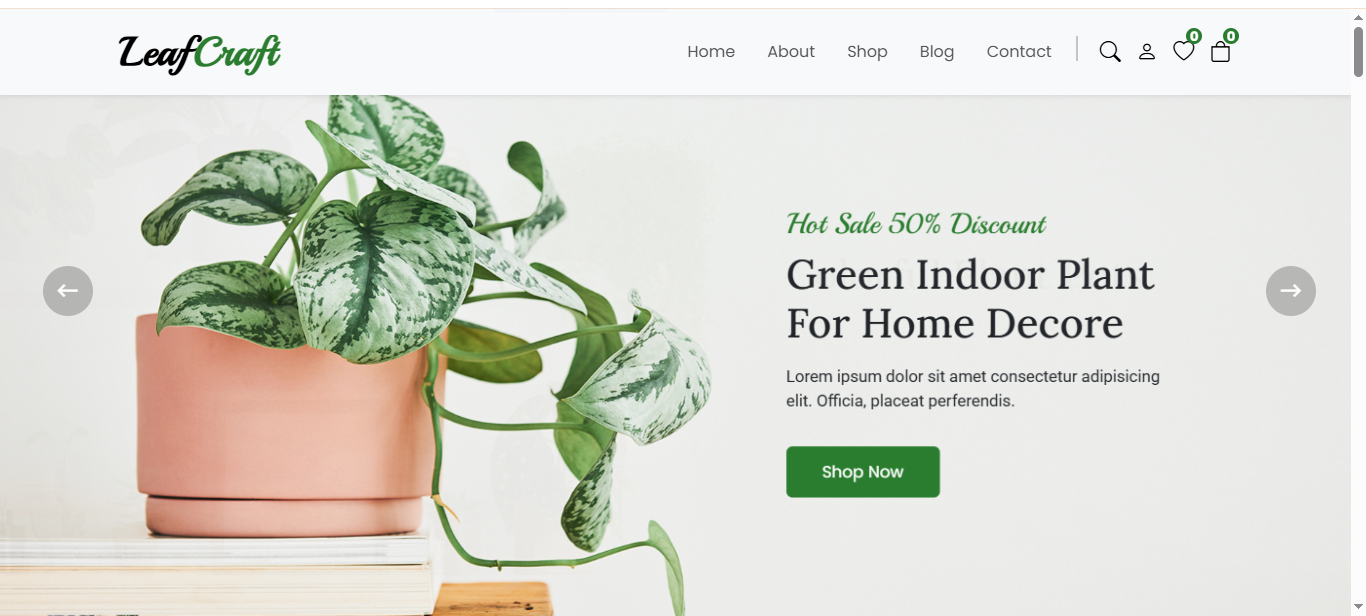 LeafCraft
Home About Shop Blog Contact
0 0
Hot Sale 50% Discount
Green Indoor Plant
For Home Decore
Lorem ipsum dolor sit amet consectetur adipisicing
elit. Officia, placeat perferendis.
Shop Now